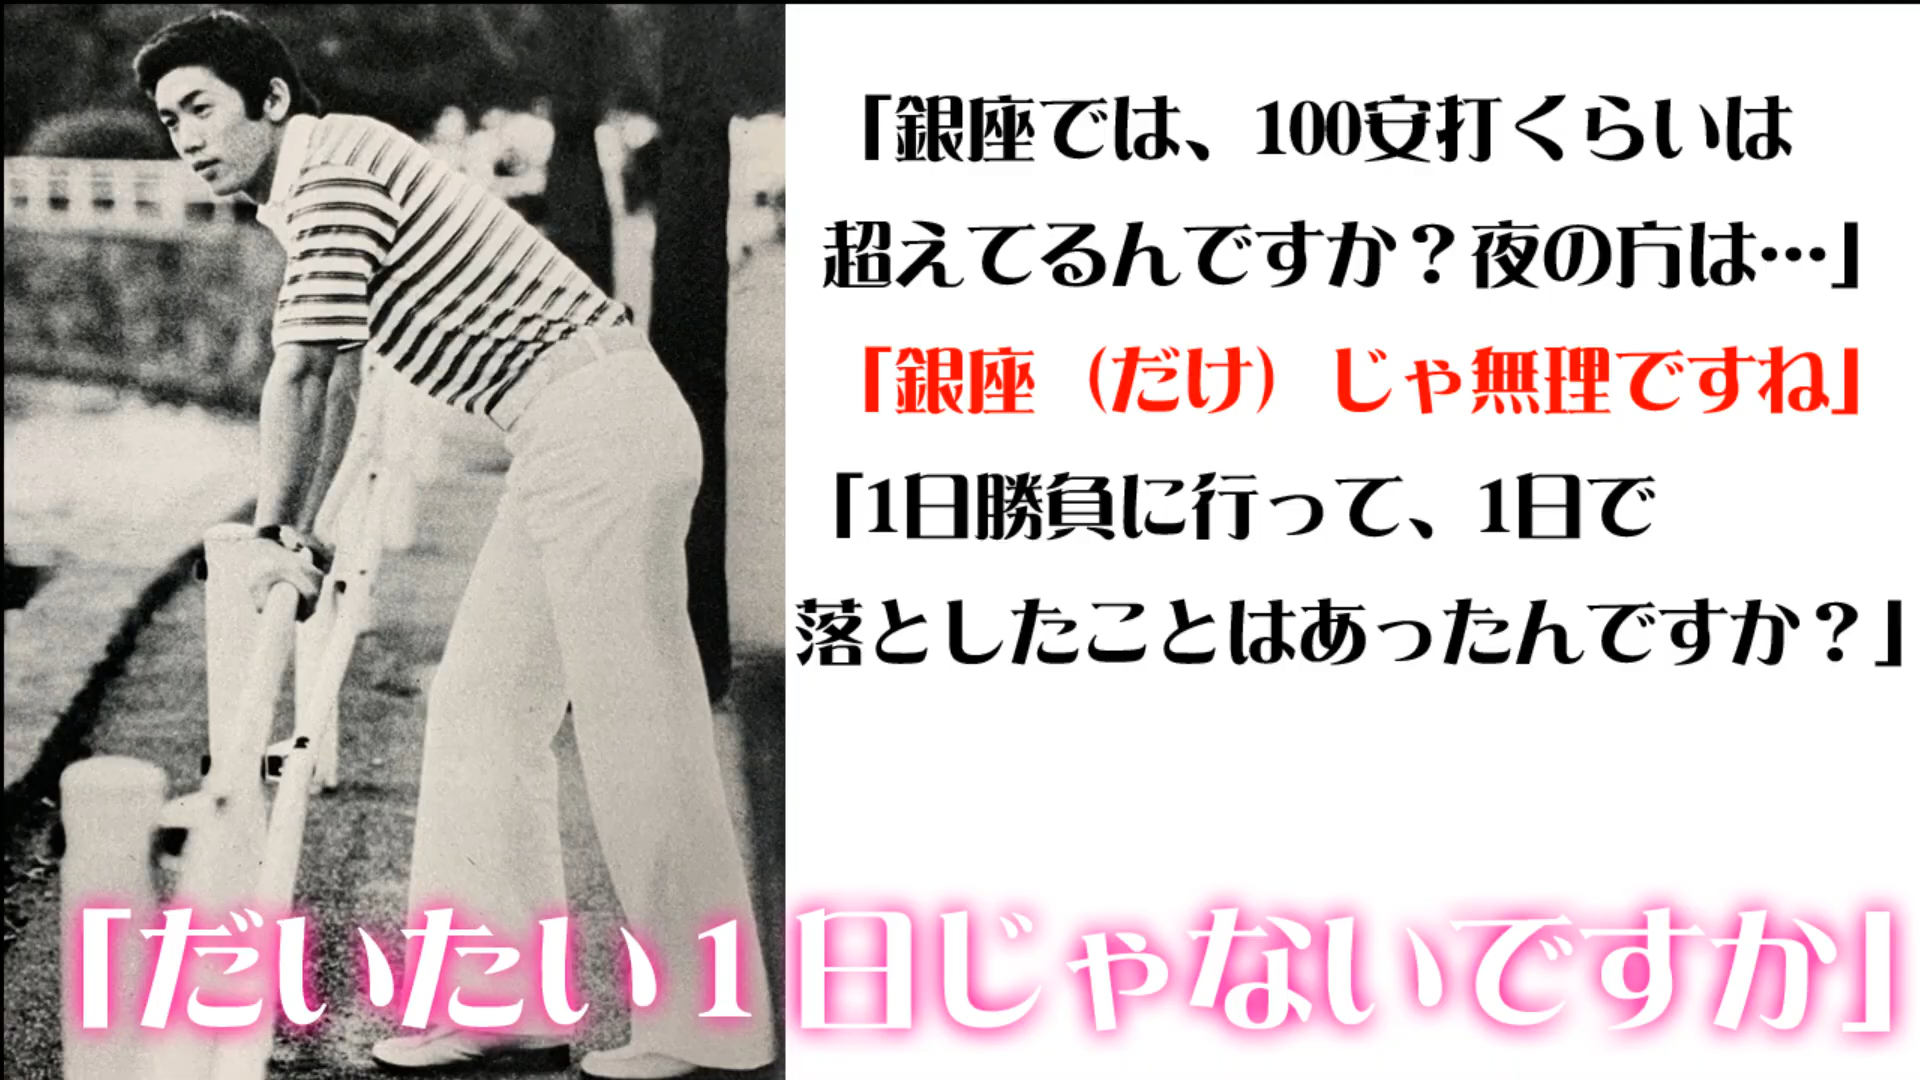 「銀座では、100安打くらいは
超えてるんですか？夜の方は…」
「銀座（だけ）じゃ無理ですね」
「1日勝負に行って、1日で
落としたことはあったんですか？」
「だいたい１日じゃないですか」